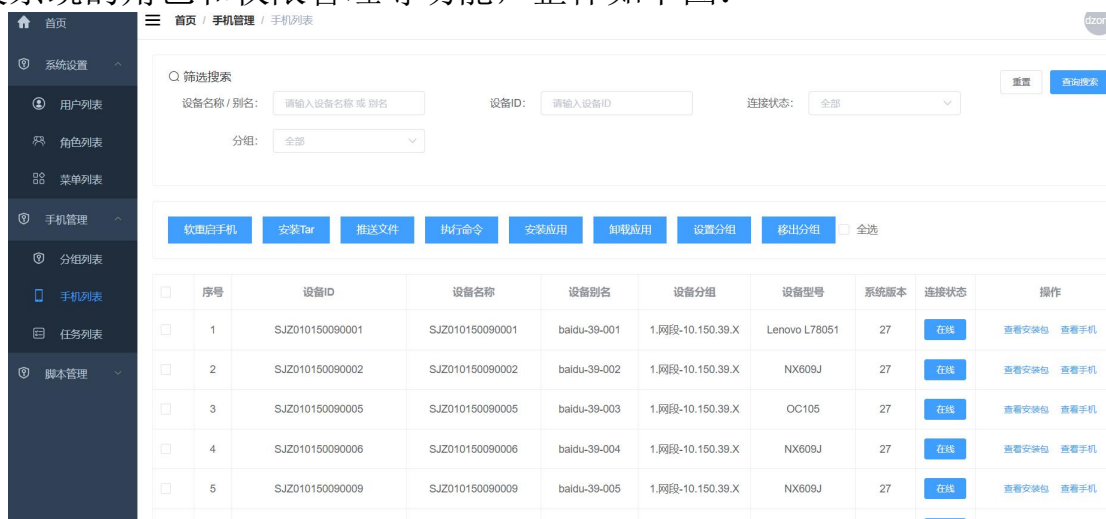 首页 首页 / 手机管理 / 手机列表
系统设置
用户列表
角色列表
菜单列表
手机管理
分组列表
手机列表
任务列表
脚本管理
筛选搜索 重置 查询搜索
设备名称 / 别名: 请输入设备名称 或 别名 设备ID: 请输入设备ID 连接状态: 全部
分组: 全部
软重启手机 安装Tar 推送文件 执行命令 安装应用 卸载应用 设置分组 移出分组 全选
序号 设备ID 设备名称 设备别名 设备分组 设备型号 系统版本 连接状态 操作
1 SJZ010150090001 SJZ010150090001 baidu-39-001 1.网段-10.150.39.X Lenovo L78051 27 在线 查看安装包 查看手机
2 SJZ010150090002 SJZ010150090002 baidu-39-002 1.网段-10.150.39.X NX609J 27 在线 查看安装包 查看手机
3 SJZ010150090005 SJZ010150090005 baidu-39-003 1.网段-10.150.39.X OC105 27 在线 查看安装包 查看手机
4 SJZ010150090006 SJZ010150090006 baidu-39-004 1.网段-10.150.39.X NX609J 27 在线 查看安装包 查看手机
5 SJZ010150090009 SJZ010150090009 baidu-39-005 1.网段-10.150.39.X NX609J 27 在线 查看安装包 查看手机